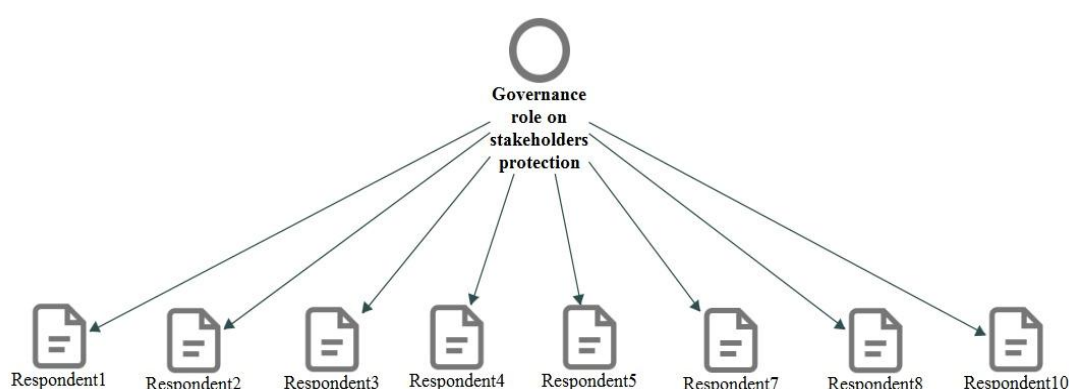 Governance
role on
stakeholders
protection
Respondent1
Respondent2
Respondent3
Respondent4
Respondent5
Respondent7
Respondent8
Respondent10